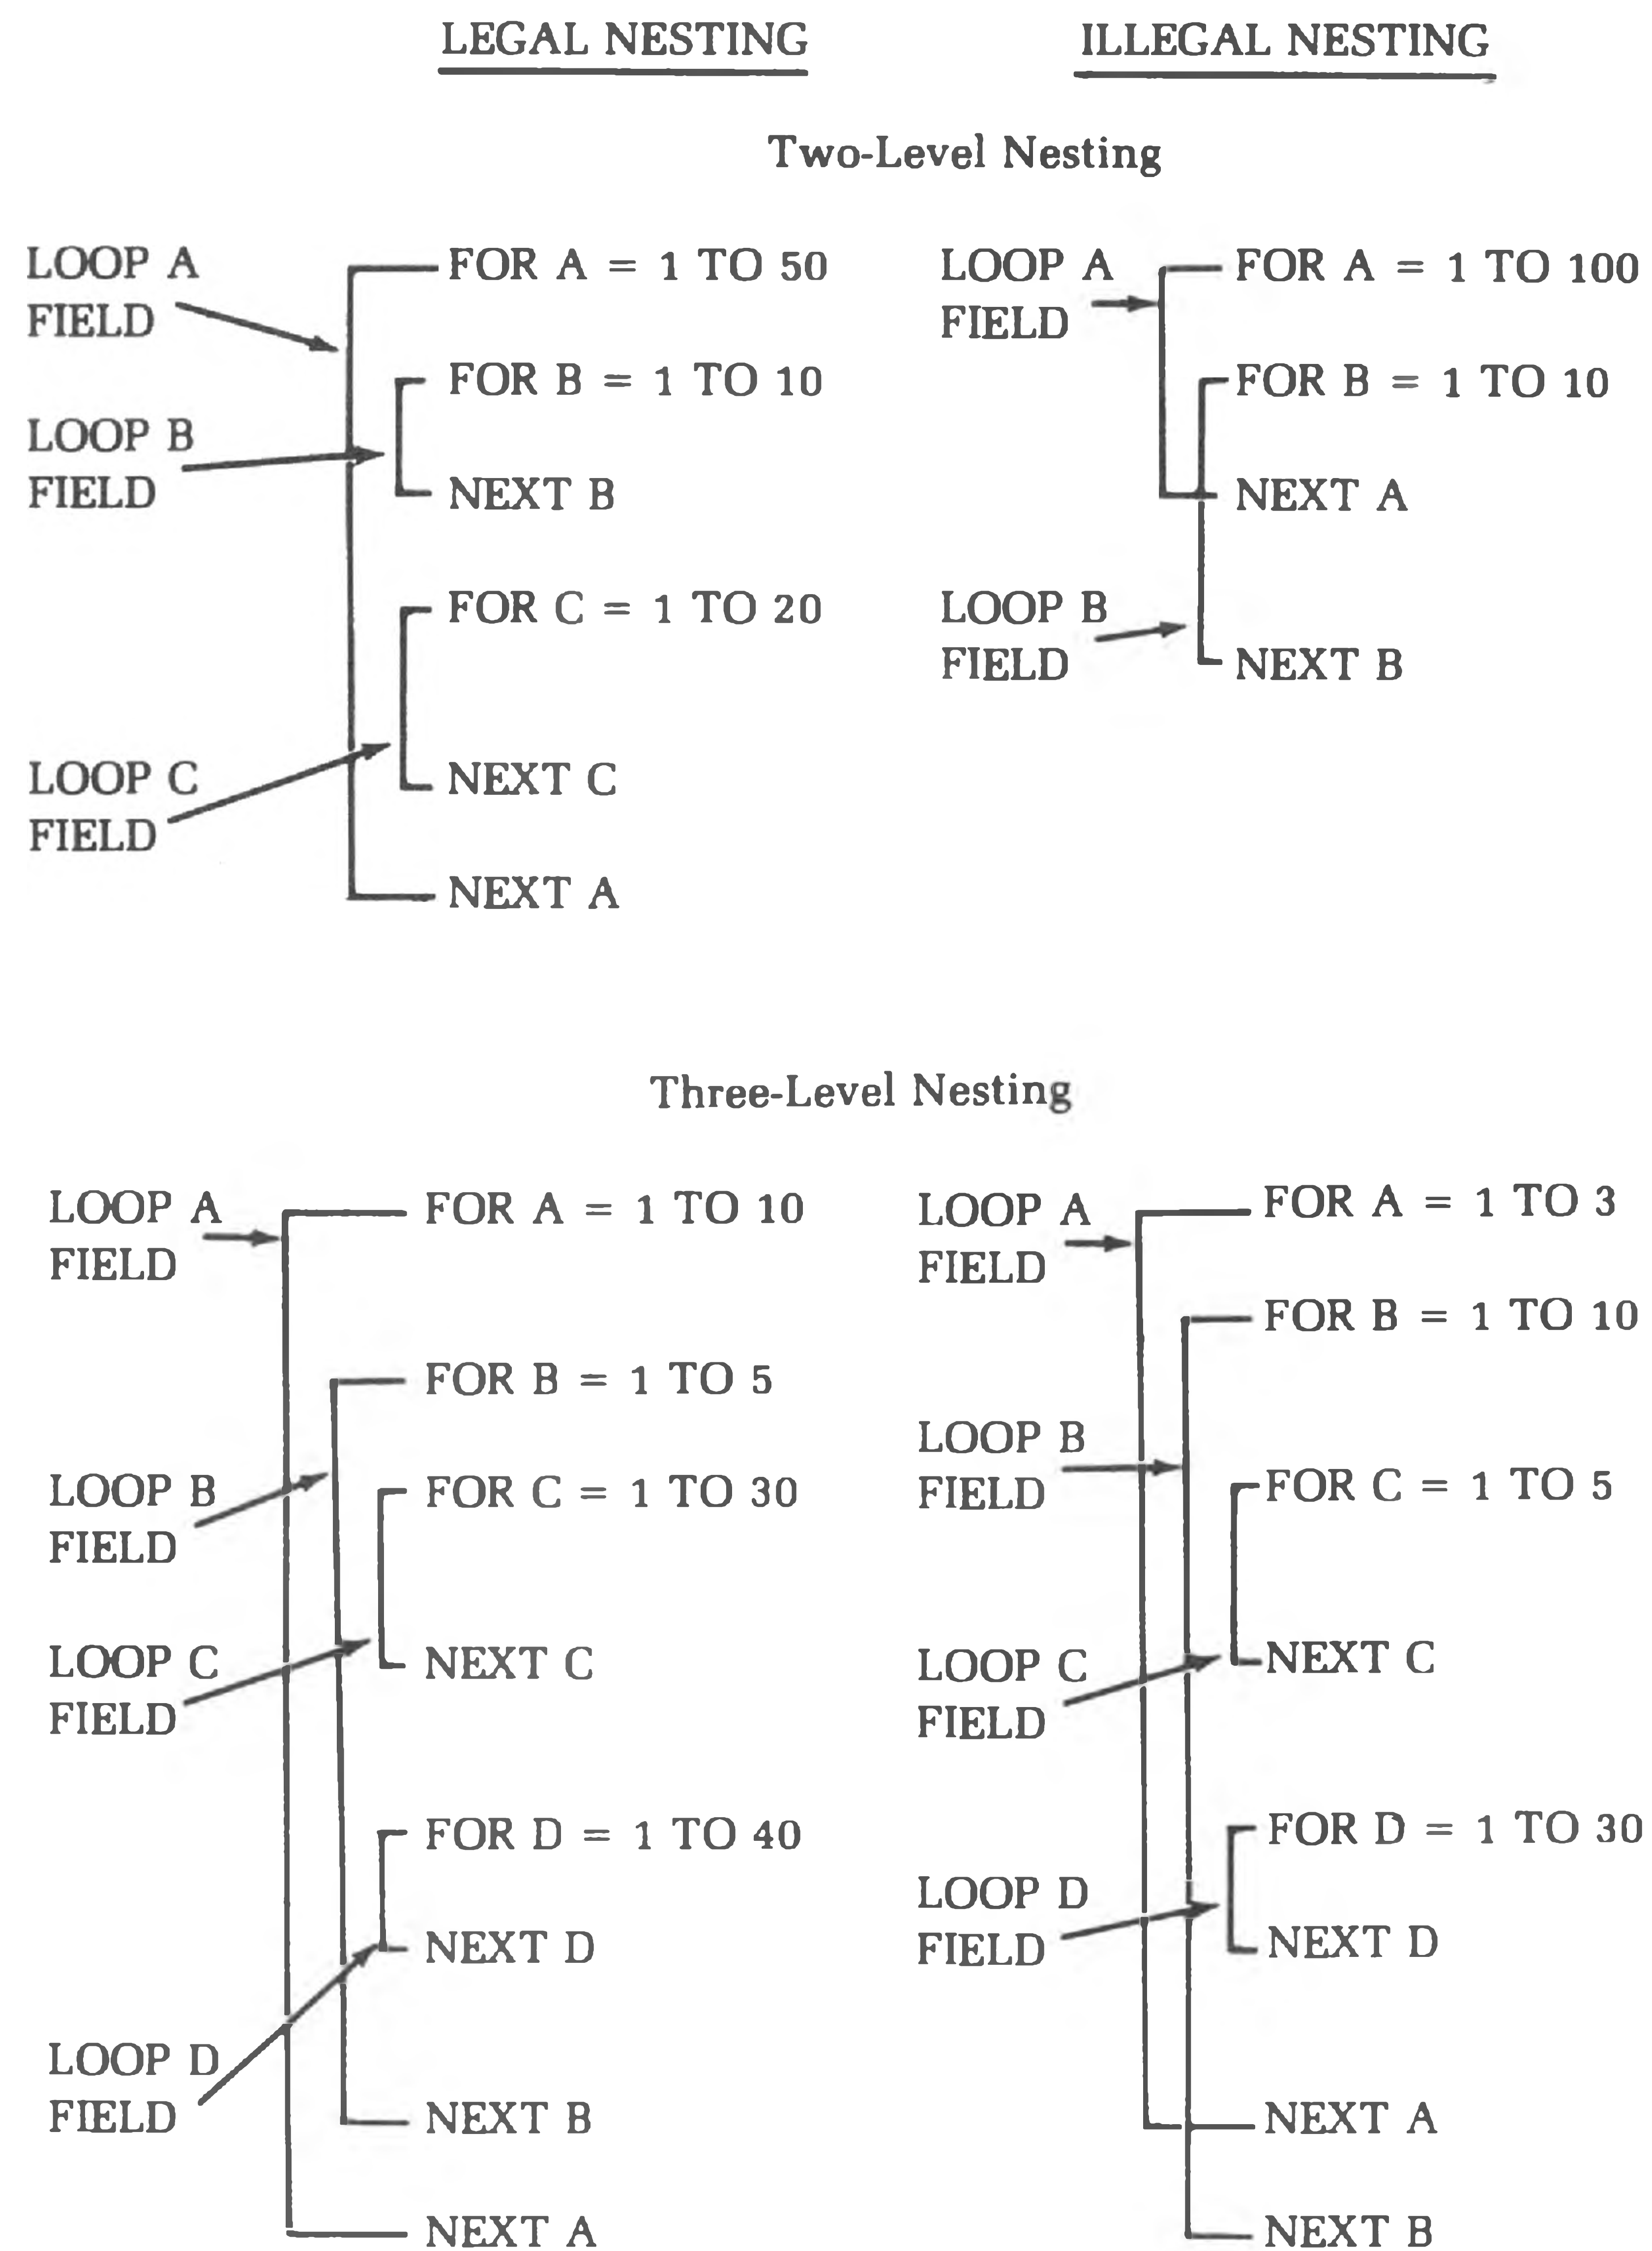 LEGAL NESTING
ILLEGAL NESTING
Two-Level Nesting
LOOP A
FIELD
FOR A = 1 TO 50
FOR B = 1 TO 10
LOOP B
FIELD
NEXT B
FOR C = 1 TO 20
LOOP C
FIELD
NEXT C
NEXT A
LOOP A
FIELD
FOR A = 1 TO 100
FOR B = 1 TO 10
NEXT A
LOOP B
FIELD
NEXT B
Three-Level Nesting
LOOP A
FIELD
FOR A = 1 TO 10
FOR B = 1 TO 5
LOOP B
FIELD
FOR C = 1 TO 30
LOOP C
FIELD
NEXT C
FOR D = 1 TO 40
NEXT D
LOOP D
FIELD
NEXT B
NEXT A
LOOP A
FIELD
FOR A = 1 TO 3
FOR B = 1 TO 10
LOOP B
FIELD
FOR C = 1 TO 5
LOOP C
FIELD
NEXT C
FOR D = 1 TO 30
LOOP D
FIELD
NEXT D
NEXT A
NEXT B